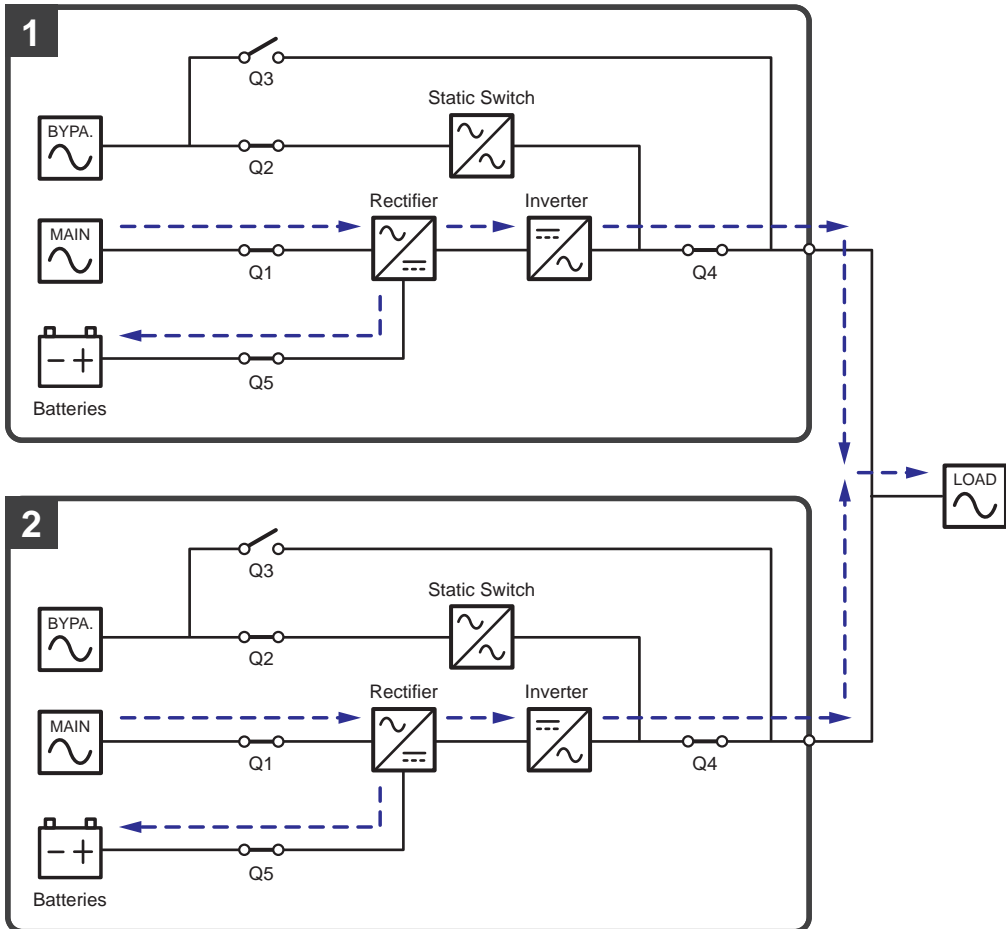 1
Q3
Static Switch
BYPA.
Q2
Rectifier
Inverter
MAIN
Q1
Q4
Q5
Batteries
LOAD
2
Q3
Static Switch
BYPA.
Q2
Rectifier
Inverter
MAIN
Q1
Q4
Q5
Batteries